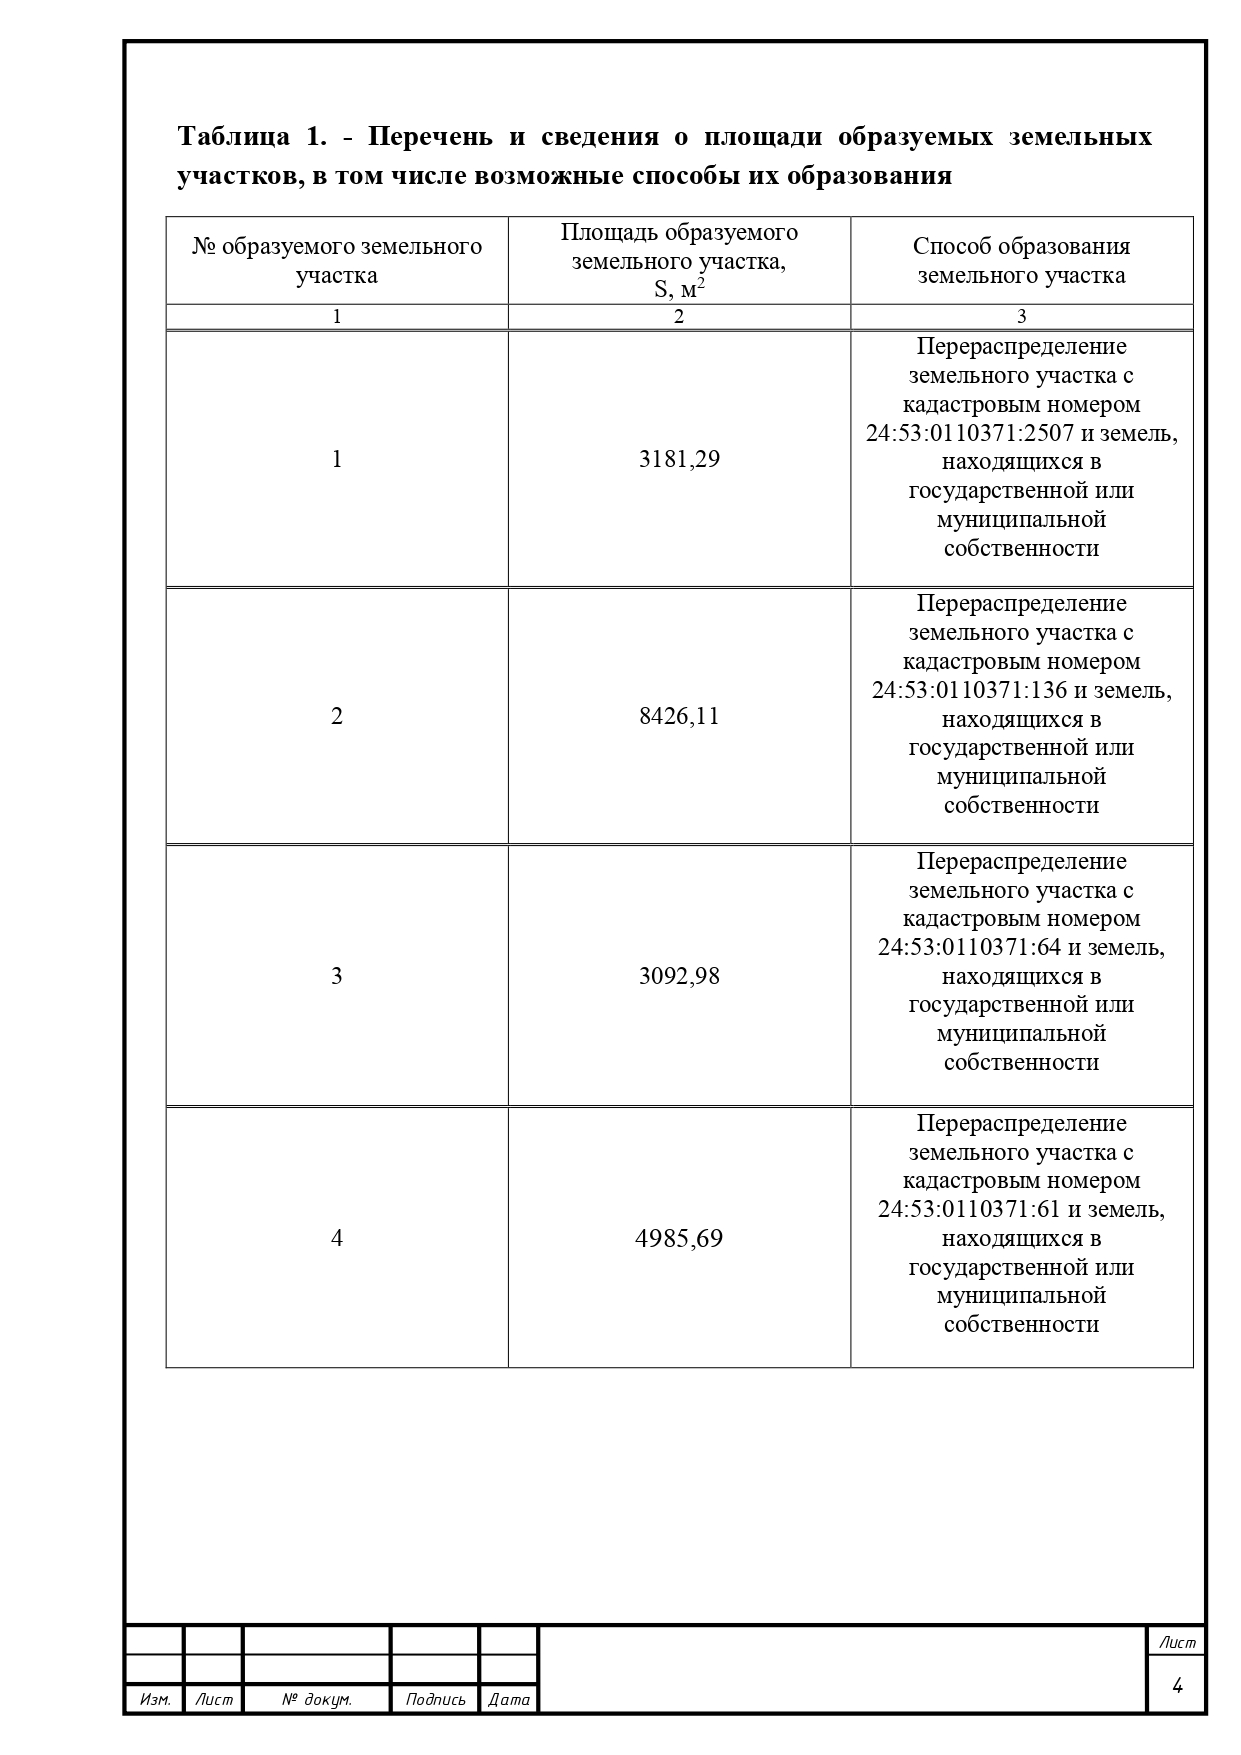 Таблица 1. - Перечень и сведения о площади образуемых земельных
участков, в том числе возможные способы их образования
№ образуемого земельного
участка
Площадь образуемого
земельного участка,
S, м²
Способ образования
земельного участка
1
2
3
1
3181,29
Перераспределение
земельного участка с
кадастровым номером
24:53:0110371:2507 и земель,
находящихся в
государственной или
муниципальной
собственности
2
8426,11
Перераспределение
земельного участка с
кадастровым номером
24:53:0110371:136 и земель,
находящихся в
государственной или
муниципальной
собственности
3
3092,98
Перераспределение
земельного участка с
кадастровым номером
24:53:0110371:64 и земель,
находящихся в
государственной или
муниципальной
собственности
4
4985,69
Перераспределение
земельного участка с
кадастровым номером
24:53:0110371:61 и земель,
находящихся в
государственной или
муниципальной
собственности
Изм.
Лист
№ докум.
Подпись
Дата
Лист
4